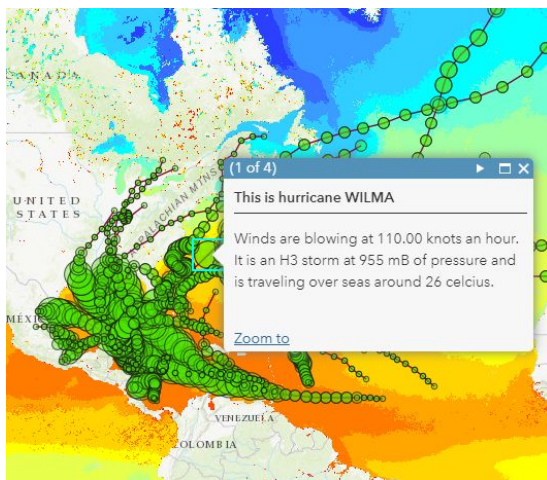 CANADA
(1 of 4)
This is hurricane WILMA
UNITED
STATES
PALACHIAN MTNS
Winds are blowing at 110.00 knots an hour.
It is an H3 storm at 955 mB of pressure and
is traveling over seas around 26 celcius.
Zoom to
MEXI
VENEZUELA
COLOMBIA